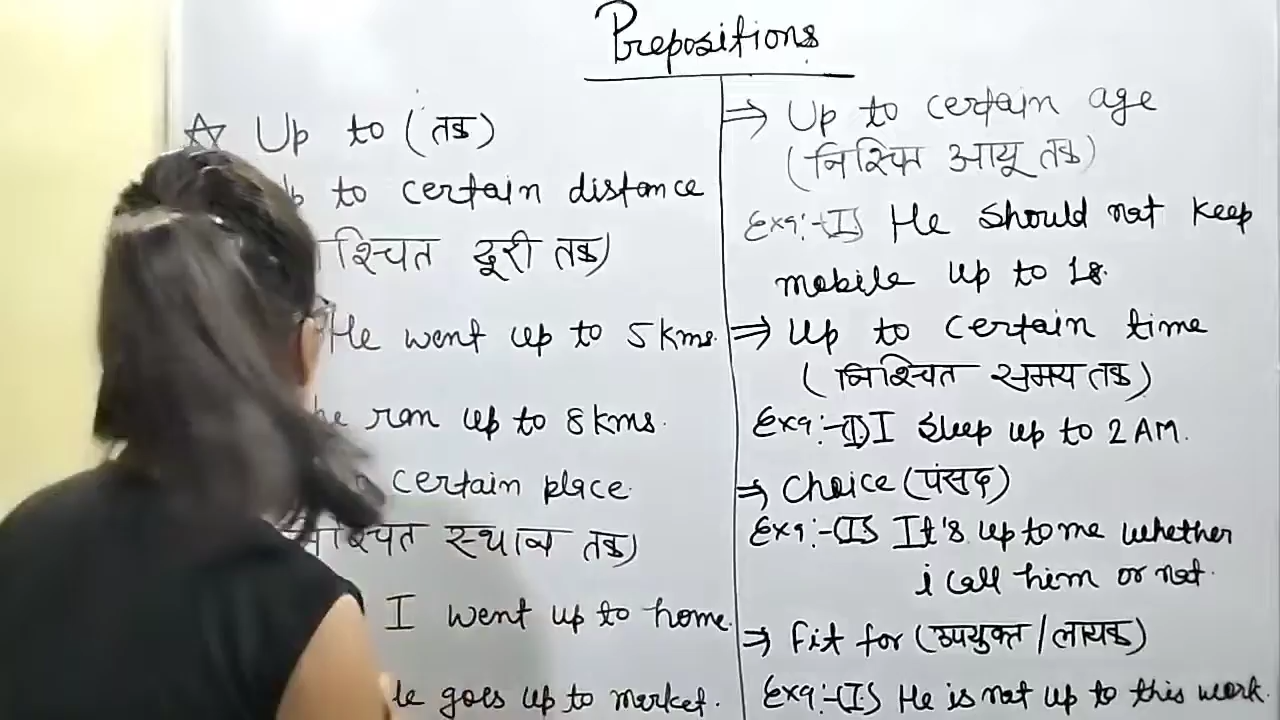 Prepositions
☆ Up to (तक)
to certain distance
श्चित दूरी तक)
He went up to 5 kms.
he ran up to 8 kms.
certain place.
श्चित स्थान तक)
I went up to home.
goes up to market.
⇒ Up to certain age
(निश्चित आयू तक)
Exa:-(I) He should not keep
mobile up to 18.
⇒ Up to certain time
(निश्चित समय तक)
Exa:-(I) I sleep up to 2 AM.
⇒ Choice (पंसद)
Exa:-(I) It's up to me whether
i call him or not.
⇒ Fit for (उपयुक्त/लायक)
Exa:-(I) He is not up to this work.